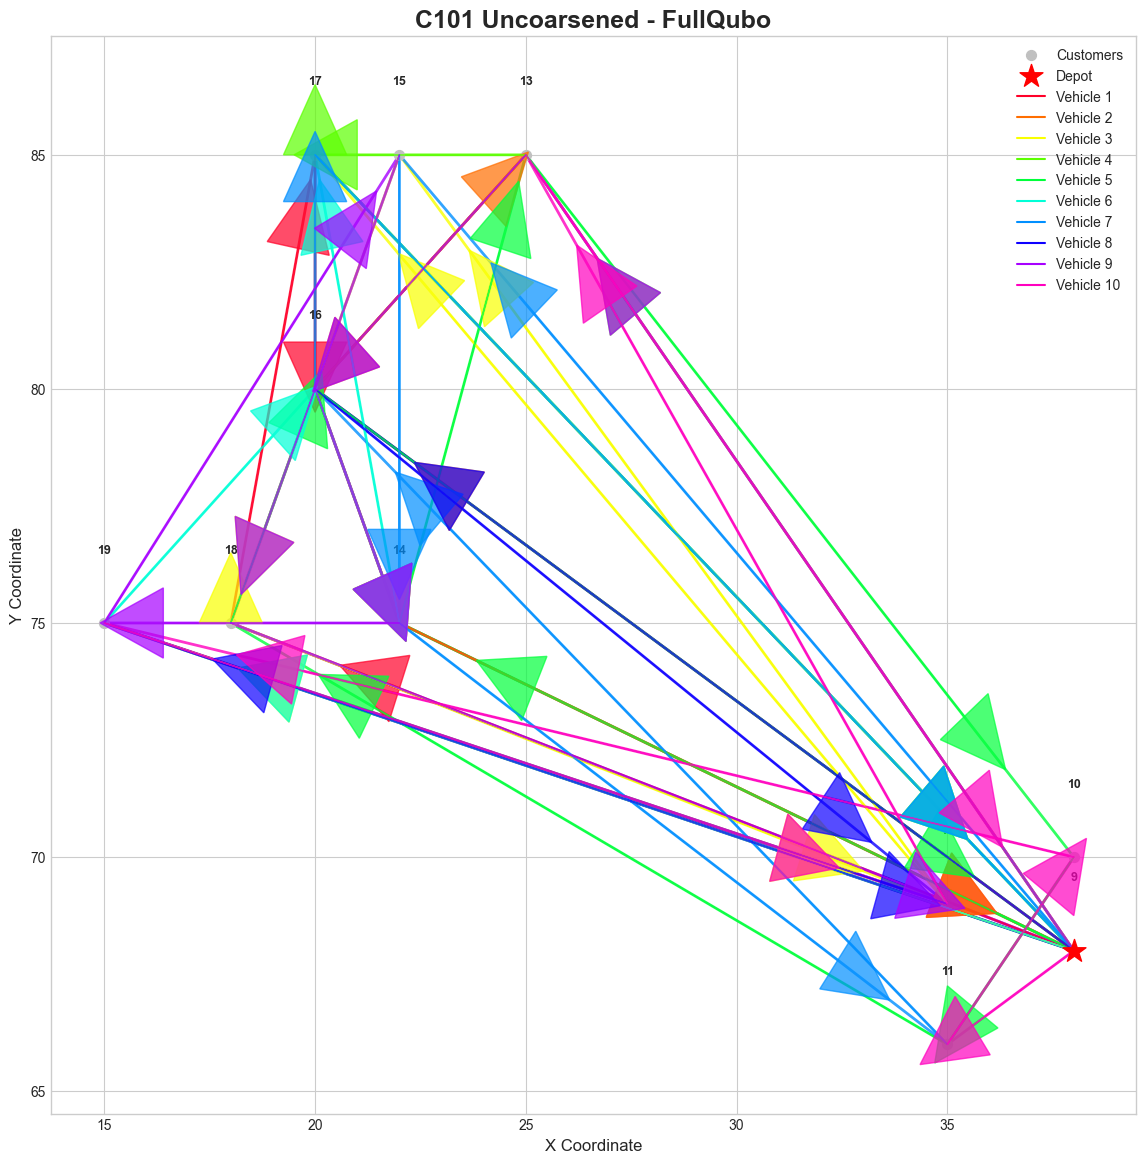 C101 Uncoarsened - FullQubo
Customers
Depot
Vehicle 1
Vehicle 2
Vehicle 3
Vehicle 4
Vehicle 5
Vehicle 6
Vehicle 7
Vehicle 8
Vehicle 9
Vehicle 10
17
15
13
16
19
18
14
10
9
11
85
80
75
70
65
15
20
25
30
35
Y Coordinate
X Coordinate